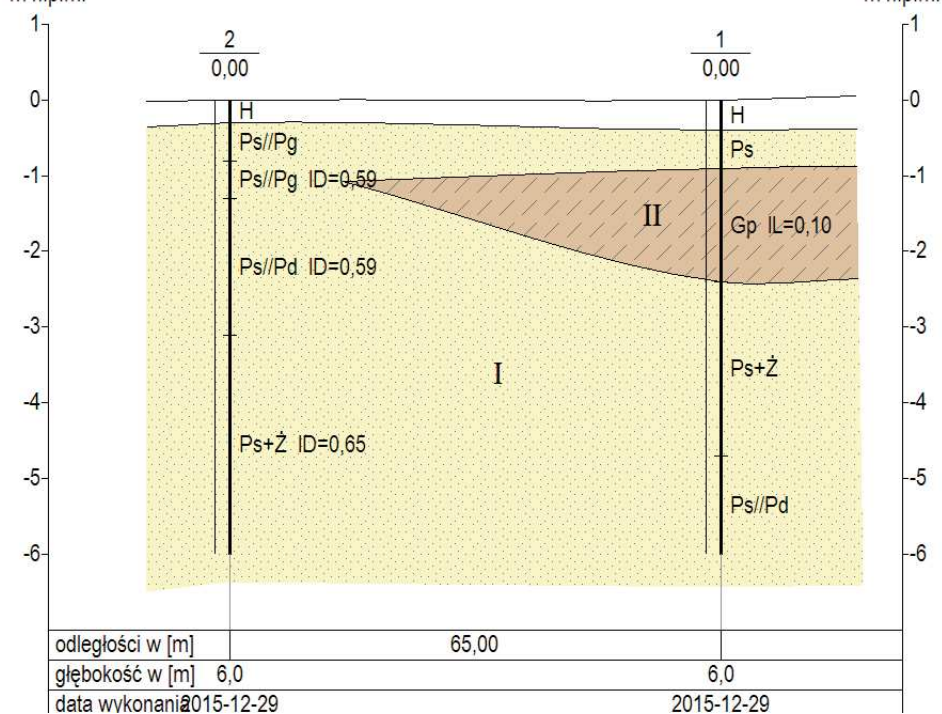 1 1
2 1
0,00 0,00
0 0
H H
Ps//Pg Ps
-1 Ps//Pg ID=0,59 -1
II Gp IL=0,10
-2 Ps//Pd ID=0,59 -2
-3 -3
I Ps+Ż
-4 -4
Ps+Ż ID=0,65
-5 -5
Ps//Pd
-6 -6
odległości w [m] 65,00
głębokość w [m] 6,0 6,0
data wykonania 2015-12-29 2015-12-29